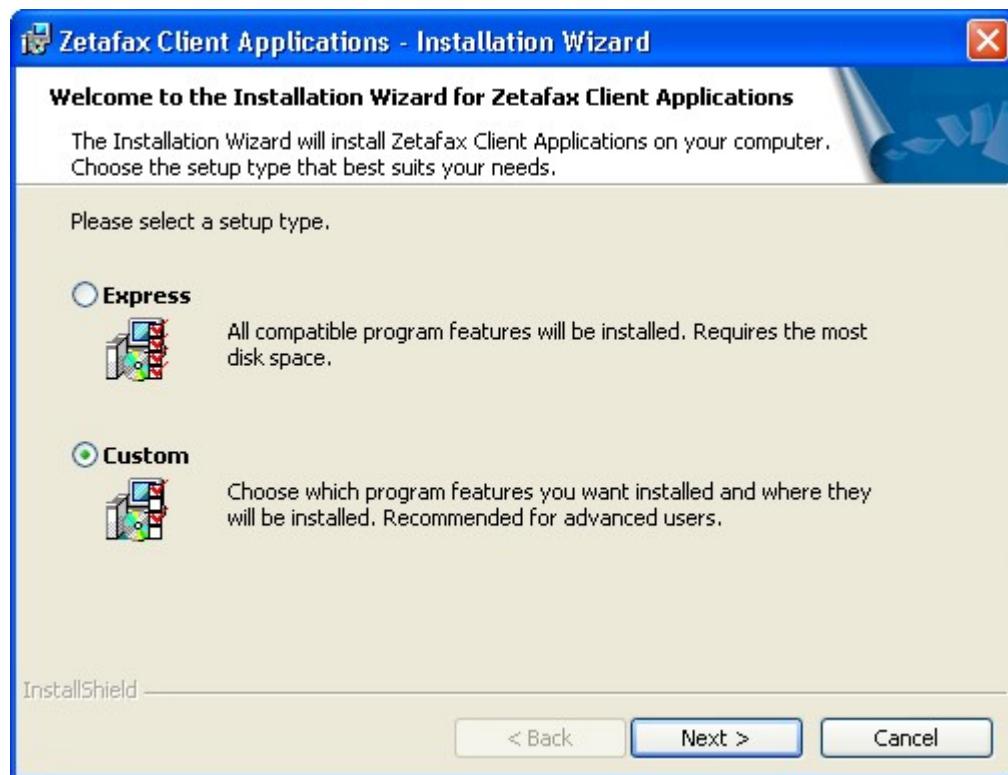 Zetafax Client Applications - Installation Wizard
Welcome to the Installation Wizard for Zetafax Client Applications
The Installation Wizard will install Zetafax Client Applications on your computer.
Choose the setup type that best suits your needs.
Please select a setup type.
Express
All compatible program features will be installed. Requires the most
disk space.
Custom
Choose which program features you want installed and where they
will be installed. Recommended for advanced users.
InstallShield
< Back
Next >
Cancel